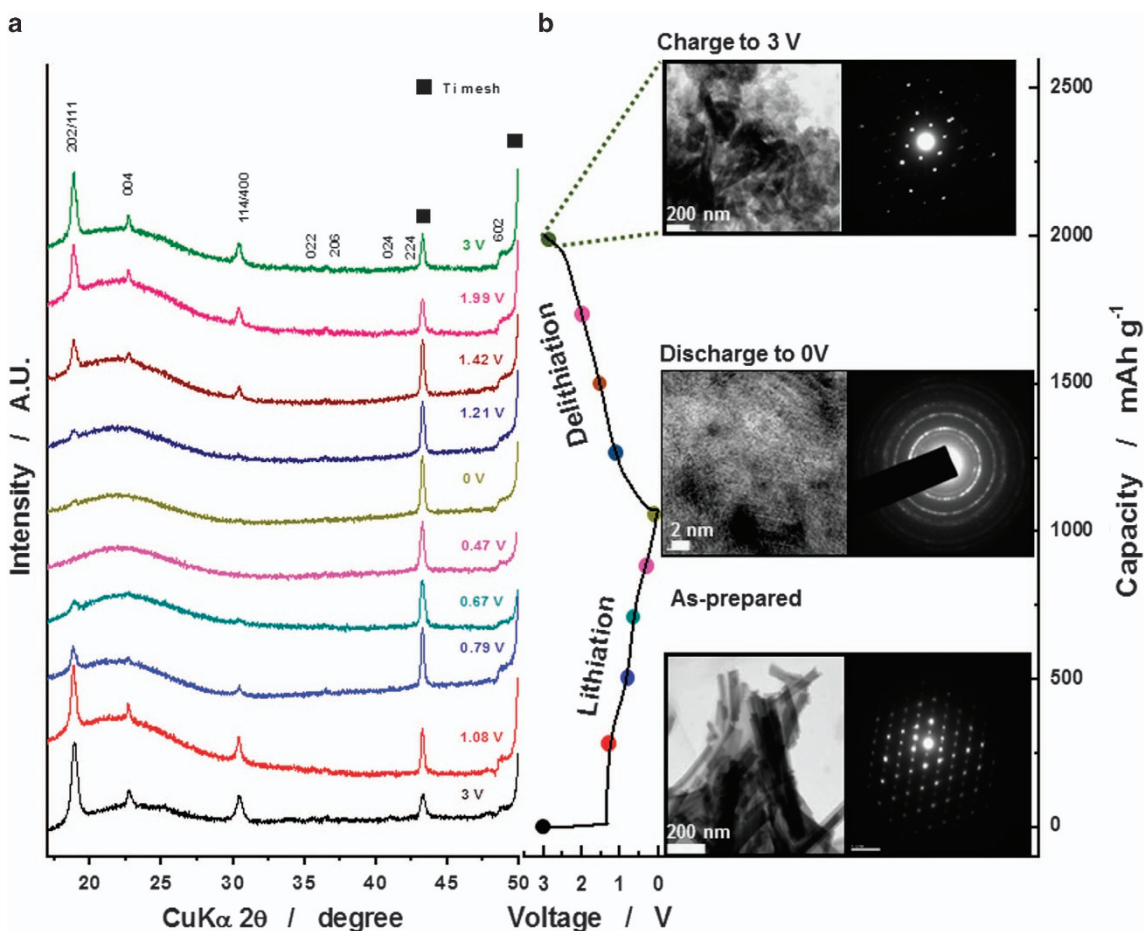 a
b
Charge to 3 V
Ti mesh
202/111
004
114/400
022
206
024
224
602
3 V
1.99 V
1.42 V
1.21 V
0 V
0.47 V
0.67 V
0.79 V
1.08 V
3 V
Intensity / A.U.
20 25 30 35 40 45 50
CuKα 2θ / degree
200 nm
Delithiation
Discharge to 0V
2 nm
Lithiation
As-prepared
200 nm
3 2 1 0
Voltage / V
2500
2000
1500
1000
500
0
Capacity / mAh g⁻¹